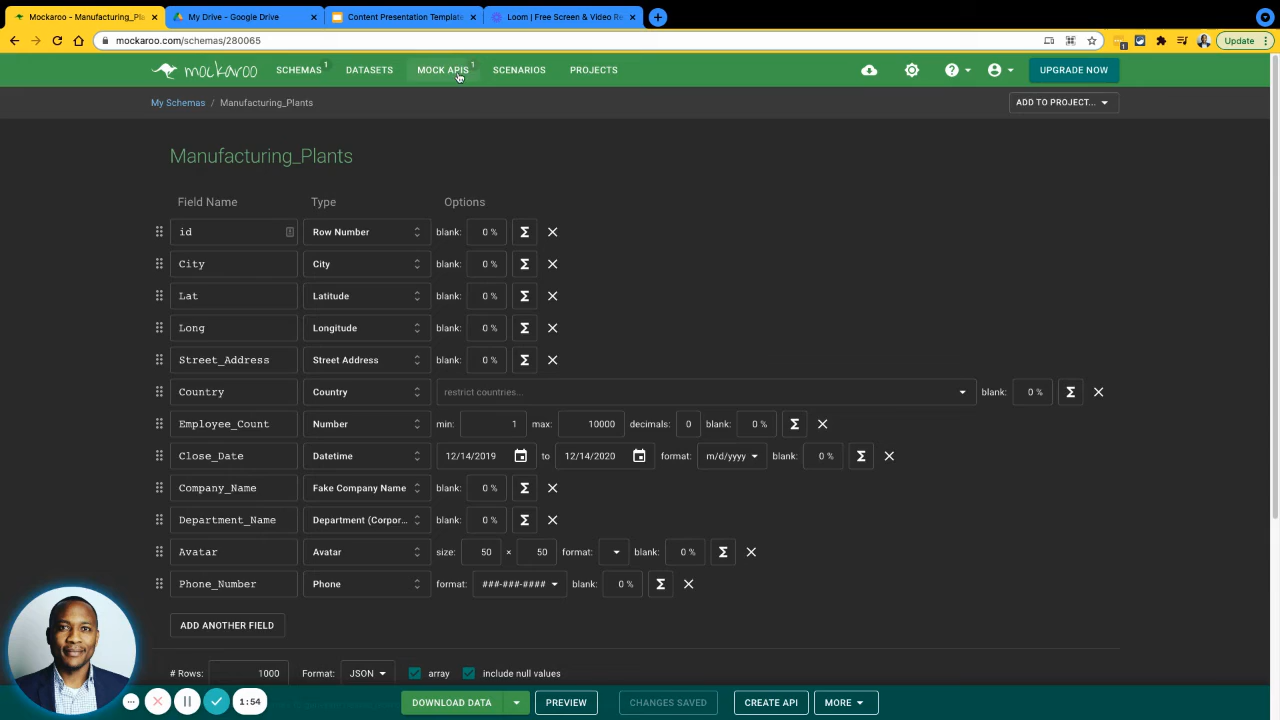 Mockaroo - Manufacturing_Pla
My Drive - Google Drive
Content Presentation Template
Loom | Free Screen & Video Re
mockaroo.com/schemas/280065
1
Update
mockaroo
SCHEMAS 1
DATASETS
MOCK APIS 1
SCENARIOS
PROJECTS
UPGRADE NOW
My Schemas / Manufacturing_Plants
ADD TO PROJECT...
Manufacturing_Plants
Field Name Type Options
id Row Number blank: 0 % Σ
City City blank: 0 % Σ
Lat Latitude blank: 0 % Σ
Long Longitude blank: 0 % Σ
Street_Address Street Address blank: 0 % Σ
Country Country restrict countries... blank: 0 % Σ
Employee_Count Number min: 1 max: 10000 decimals: 0 blank: 0 % Σ
Close_Date Datetime 12/14/2019 to 12/14/2020 format: m/d/yyyy blank: 0 % Σ
Company_Name Fake Company Name blank: 0 % Σ
Department_Name Department (Corpor... blank: 0 % Σ
Avatar Avatar size: 50 × 50 format: blank: 0 % Σ
Phone_Number Phone format: ###-###-#### blank: 0 % Σ
ADD ANOTHER FIELD
# Rows: 1000 Format: JSON array include null values
1:54
DOWNLOAD DATA
PREVIEW
CHANGES SAVED
CREATE API
MORE